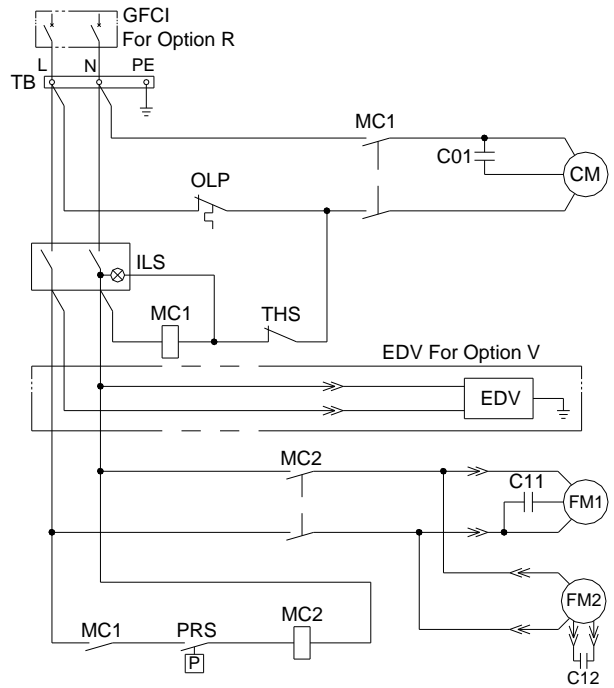 GFCI
For Option R
L
N
PE
TB
MC1
C01
CM
OLP
ILS
MC1
THS
EDV For Option V
EDV
MC2
C11
FM1
FM2
MC1
PRS
MC2
P
C12